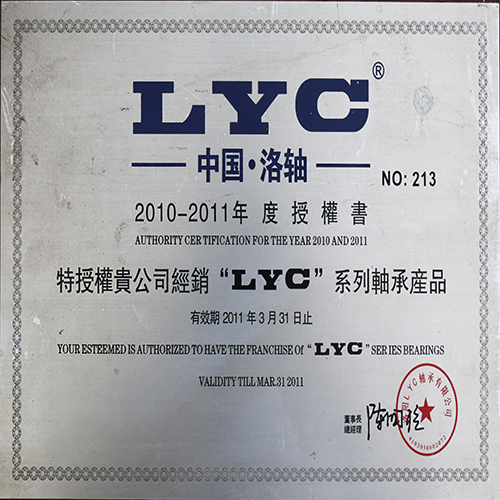 LYC®
中国·洛轴
NO: 213
2010-2011年度授權書
AUTHORITY CER TIFICATION FOR THE YEAR 2010 AND 2011
特授權貴公司經銷“LYC”系列軸承産品
有效期 2011 年 3 月 31 日止
YOUR ESTEEMED IS AUTHORIZED TO HAVE THE FRANCHISE Of “LYC” SER IES BEARINGS
VALIDITY TILL MAR.31 2011
董事長
總經理
LYC轴承有限公司